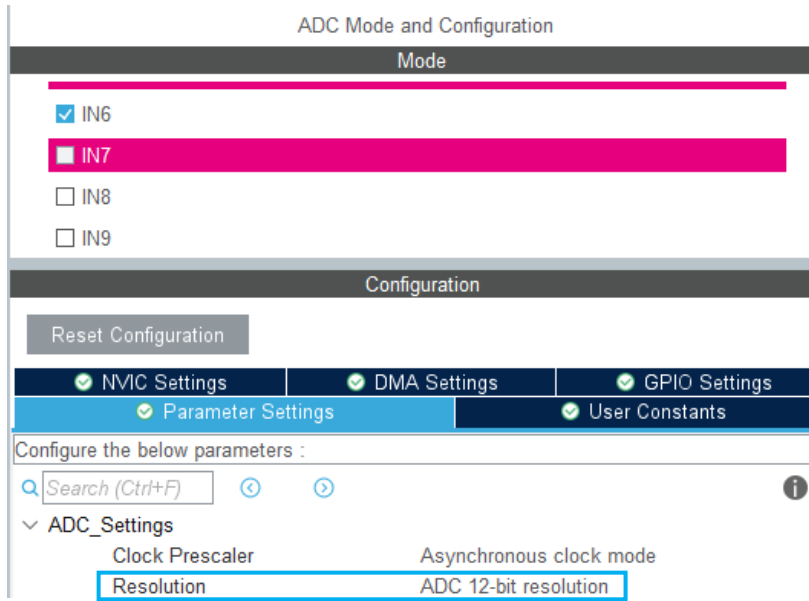 ADC Mode and Configuration
Mode
IN6
IN7
IN8
IN9
Configuration
Reset Configuration
NVIC Settings DMA Settings GPIO Settings
Parameter Settings User Constants
Configure the below parameters :
Search (Ctrl+F)
ADC_Settings
Clock Prescaler Asynchronous clock mode
Resolution ADC 12-bit resolution